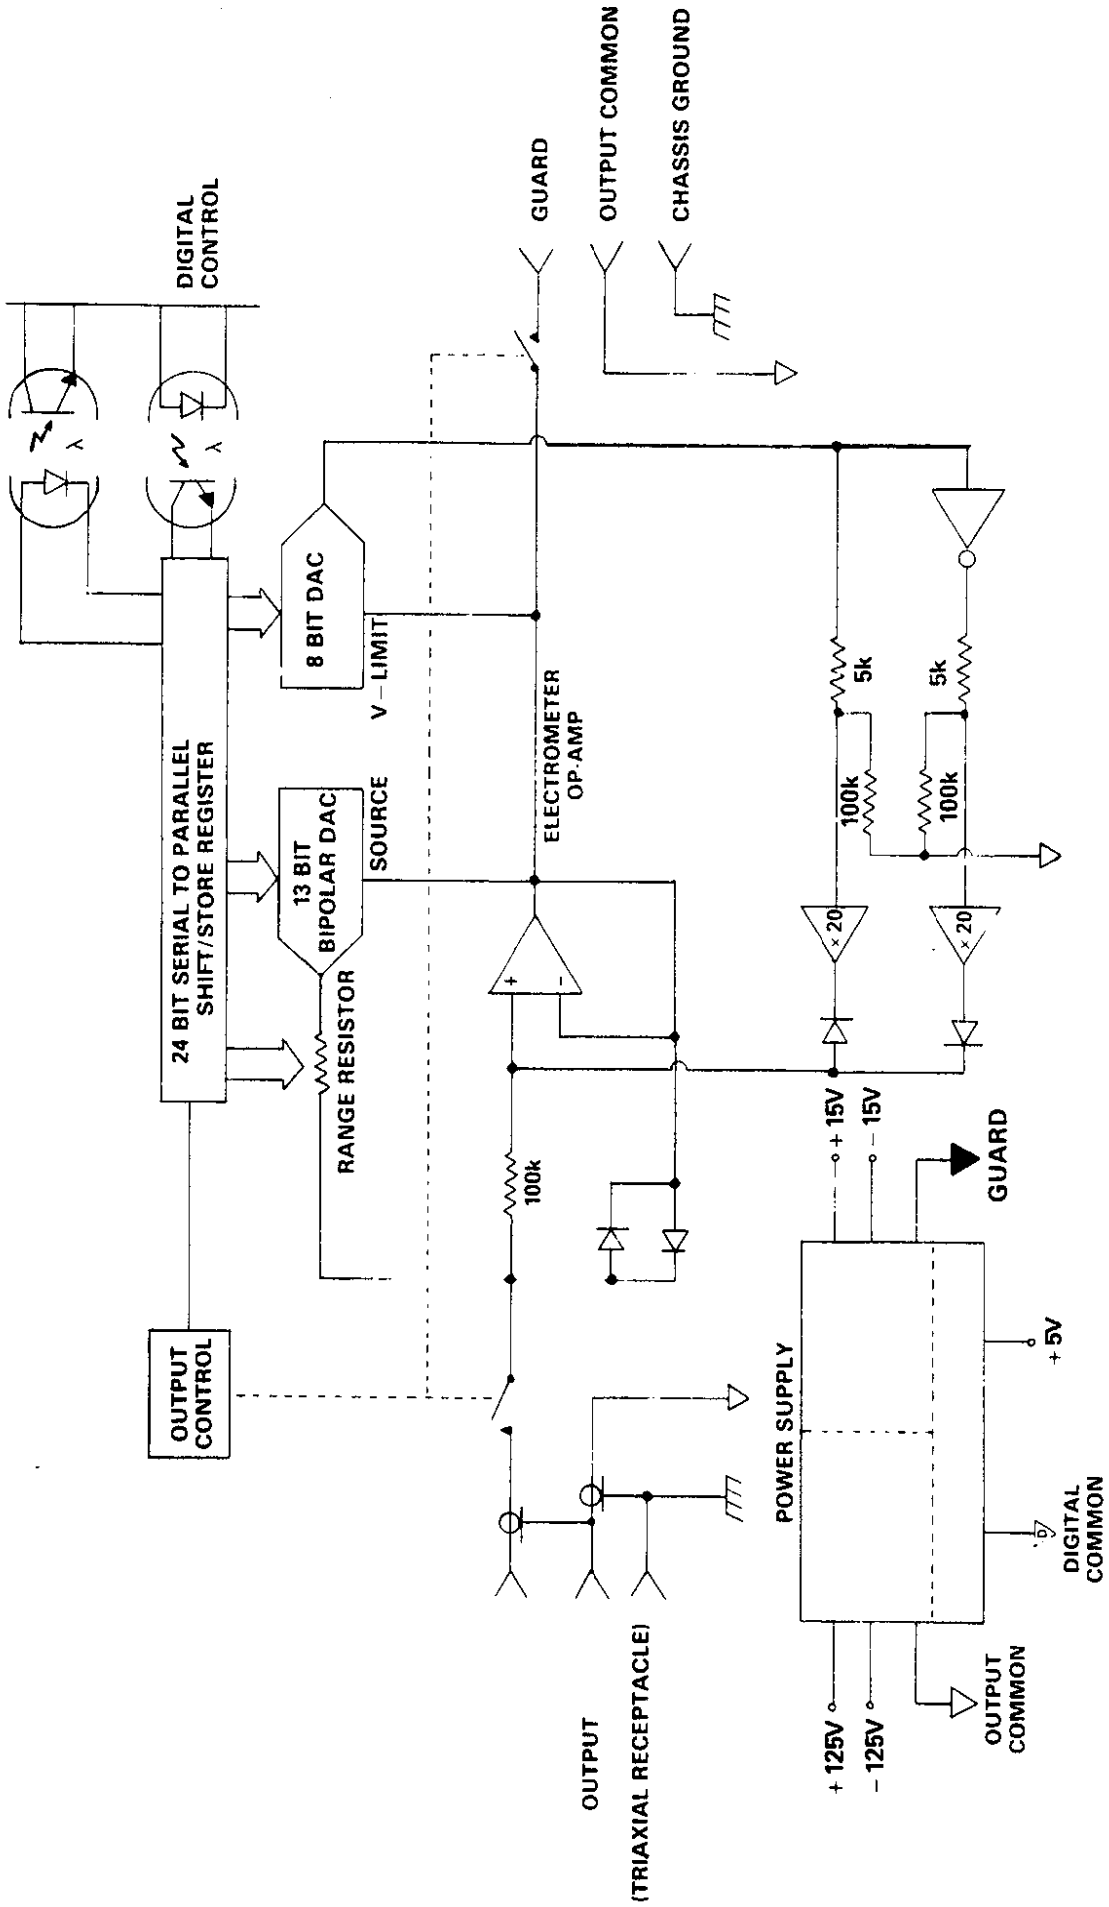 DIGITAL
CONTROL
λ
λ
24 BIT SERIAL TO PARALLEL
SHIFT/STORE REGISTER
OUTPUT
CONTROL
8 BIT DAC
V – LIMIT
13 BIT
BIPOLAR DAC
SOURCE
RANGE RESISTOR
ELECTROMETER
OP-AMP
+
–
100k
GUARD
OUTPUT COMMON
CHASSIS GROUND
5k
5k
100k
100k
× 20
× 20
OUTPUT
(TRIAXIAL RECEPTACLE)
POWER SUPPLY
+ 15V
– 15V
GUARD
+ 5V
D
DIGITAL
COMMON
+ 125V
– 125V
OUTPUT
COMMON